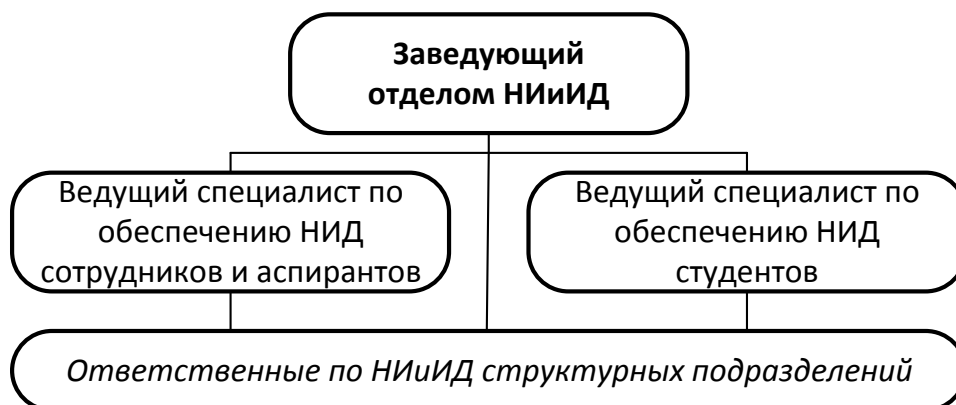 Заведующий
отделом НИиИД
Ведущий специалист по
обеспечению НИД
сотрудников и аспирантов
Ведущий специалист по
обеспечению НИД
студентов
Ответственные по НИиИД структурных подразделений